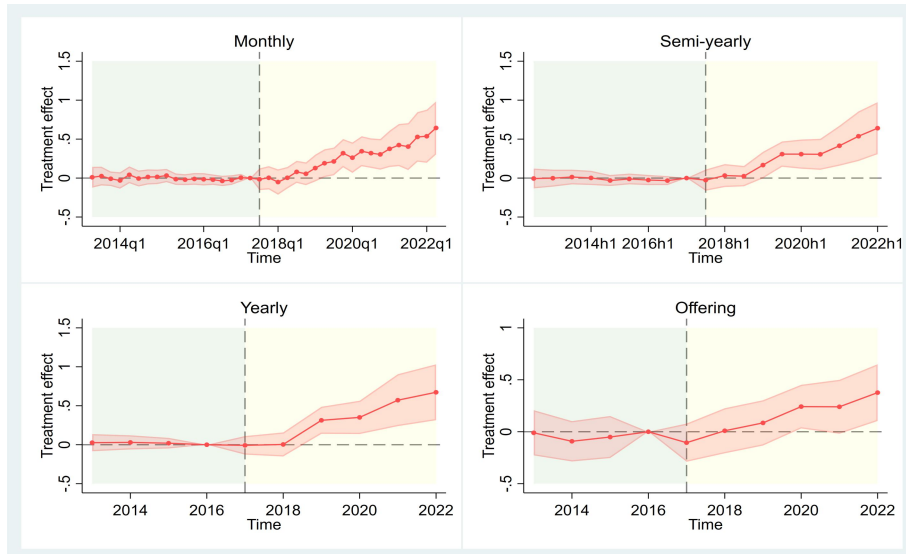 Monthly
Treatment effect
1.5
1
.5
0
-.5
2014q1 2016q1 2018q1 2020q1 2022q1
Time
Semi-yearly
Treatment effect
1.5
1
.5
0
-.5
2014h1 2016h1 2018h1 2020h1 2022h1
Time
Yearly
Treatment effect
1.5
1
.5
0
-.5
2014 2016 2018 2020 2022
Time
Offering
Treatment effect
1
.5
0
-.5
2014 2016 2018 2020 2022
Time